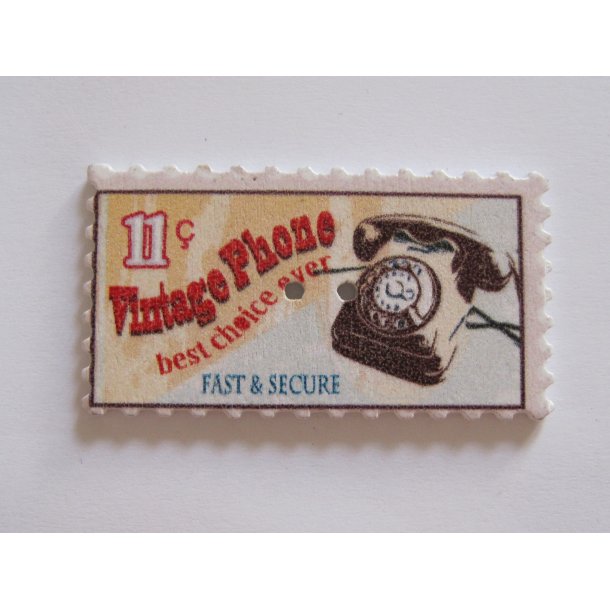 11 ç
Vintage Phone
best choice ever
FAST & SECURE